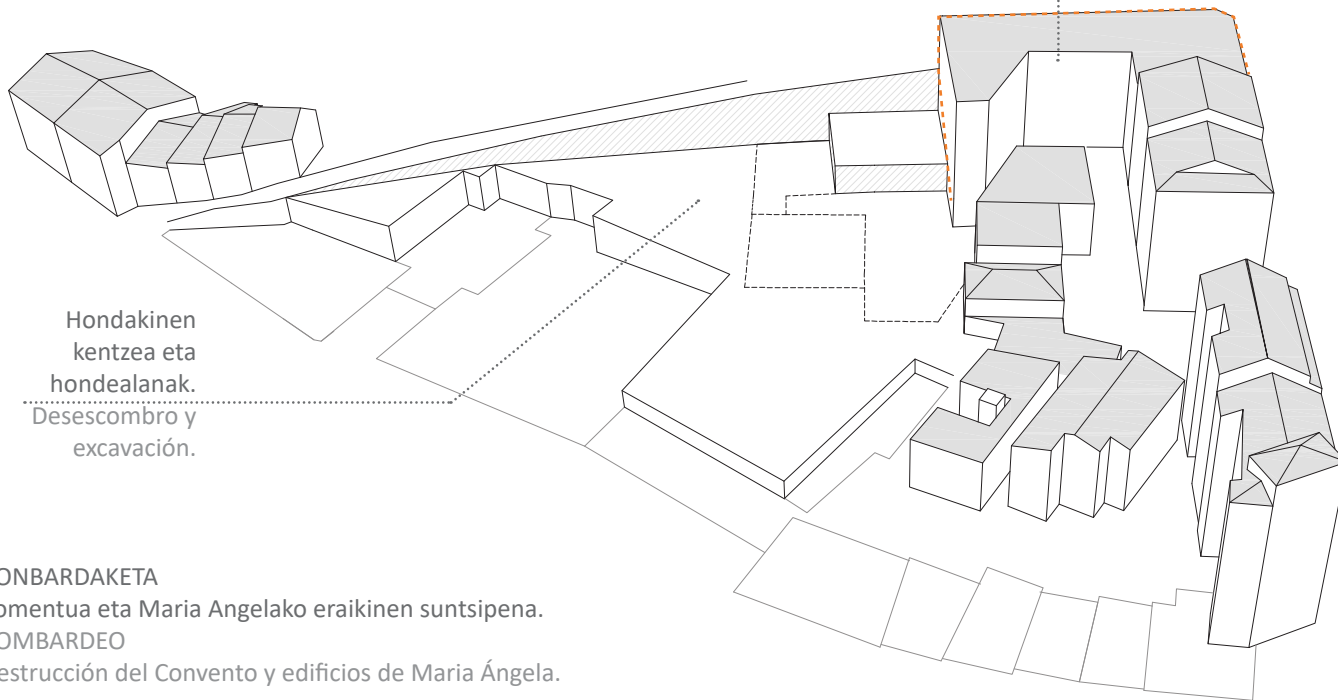 Hondakinen
kentzea eta
hondealanak.
Desescombro y
excavación.
ONBARDAKETA
omentua eta Maria Angelako eraikinen suntsipena.
OMBARDEO
estrucción del Convento y edificios de Maria Ángela.